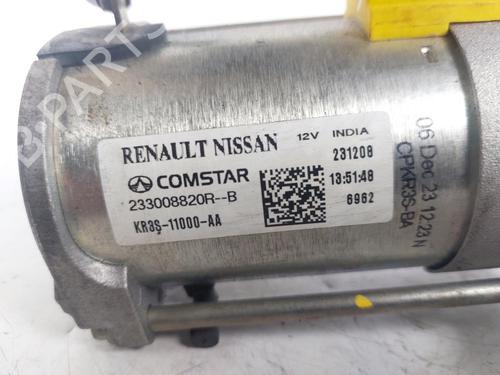 RENAULT NISSAN 12V INDIA
COMSTAR 231208
233008820R--B 13:51:48
KR3S-11000-AA 6962
06 Dec 23 12:23 N
CPKR3S-BA
B-PARTS